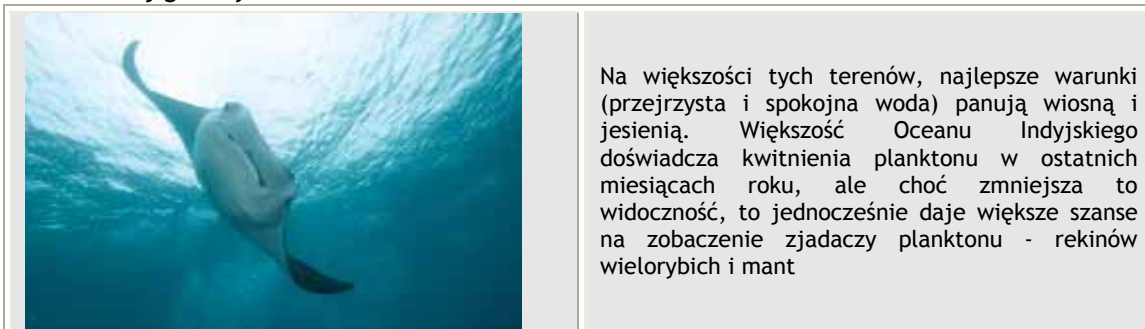 Na większości tych terenów, najlepsze warunki
(przejrzysta i spokojna woda) panują wiosną i
jesienią. Większość Oceanu Indyjskiego
doświadcza kwitnienia planktonu w ostatnich
miesiącach roku, ale choć zmniejsza to
widoczność, to jednocześnie daje większe szanse
na zobaczenie zjadaczy planktonu - rekinów
wielorybich i mant